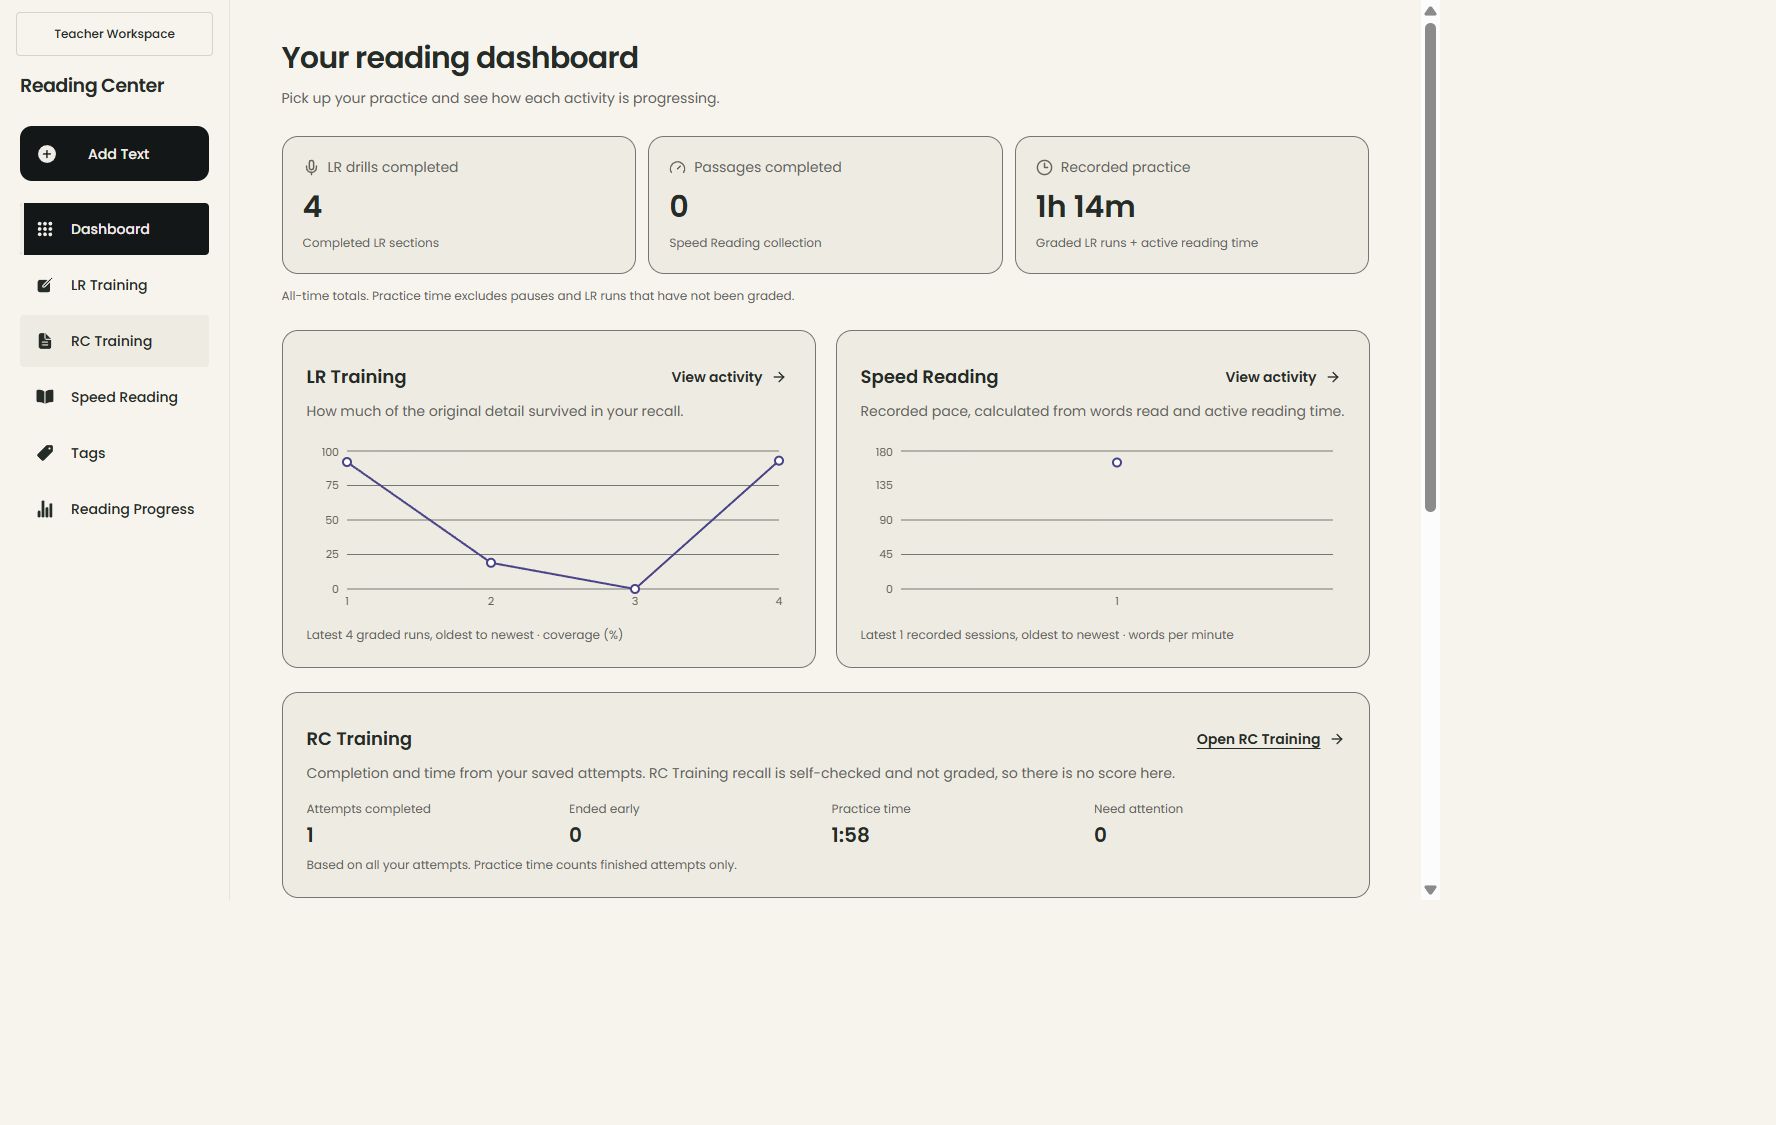 Teacher Workspace
Reading Center
Add Text
Dashboard
LR Training
RC Training
Speed Reading
Tags
Reading Progress
Your reading dashboard
Pick up your practice and see how each activity is progressing.
LR drills completed
4
Completed LR sections
Passages completed
0
Speed Reading collection
Recorded practice
1h 14m
Graded LR runs + active reading time
All-time totals. Practice time excludes pauses and LR runs that have not been graded.
LR Training
View activity
How much of the original detail survived in your recall.
100
75
50
25
0
1 2 3 4
Latest 4 graded runs, oldest to newest · coverage (%)
Speed Reading
View activity
Recorded pace, calculated from words read and active reading time.
180
135
90
45
0
1
Latest 1 recorded sessions, oldest to newest · words per minute
RC Training
Open RC Training
Completion and time from your saved attempts. RC Training recall is self-checked and not graded, so there is no score here.
Attempts completed
1
Ended early
0
Practice time
1:58
Need attention
0
Based on all your attempts. Practice time counts finished attempts only.